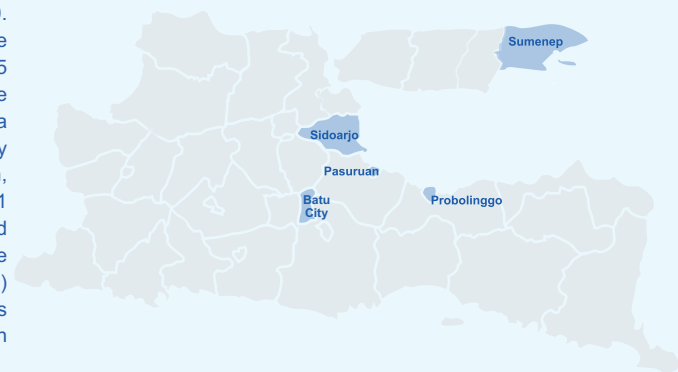 Sumenep
Sidoarjo
Pasuruan
Batu
City
Probolinggo